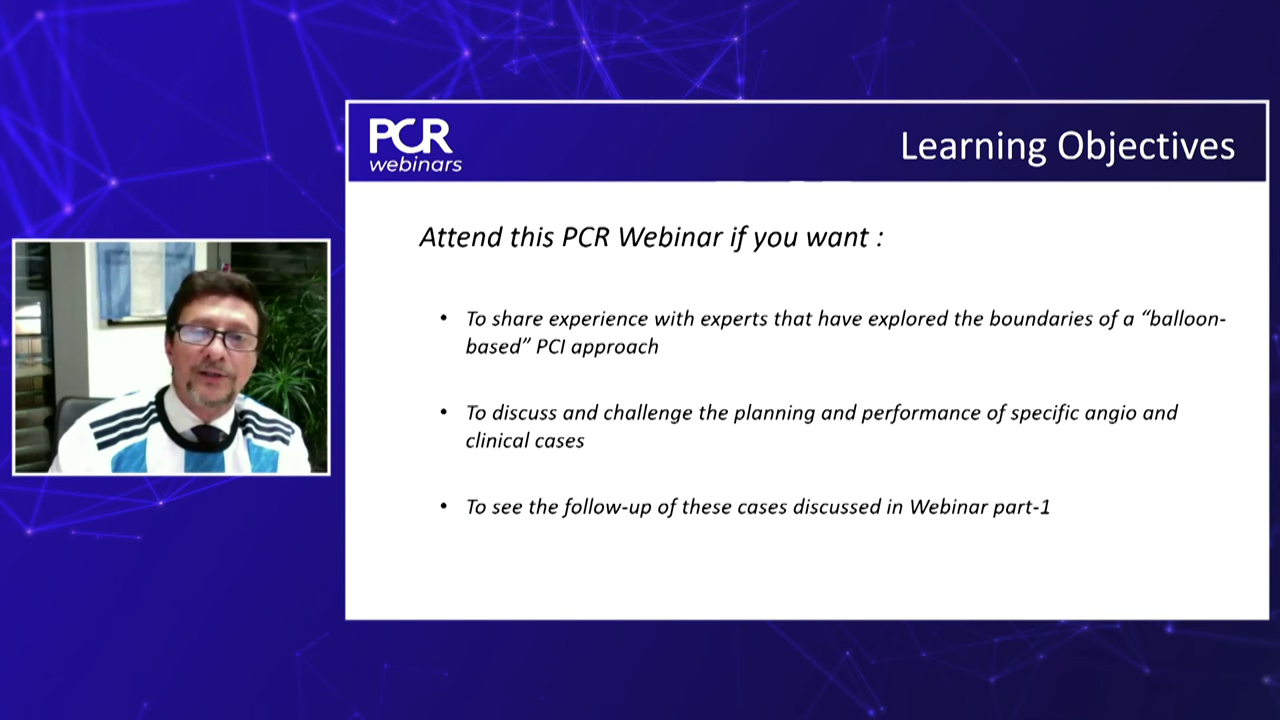 PCR
webinars
Learning Objectives
Attend this PCR Webinar if you want :
• To share experience with experts that have explored the boundaries of a “balloon-
based” PCI approach
• To discuss and challenge the planning and performance of specific angio and
clinical cases
• To see the follow-up of these cases discussed in Webinar part-1